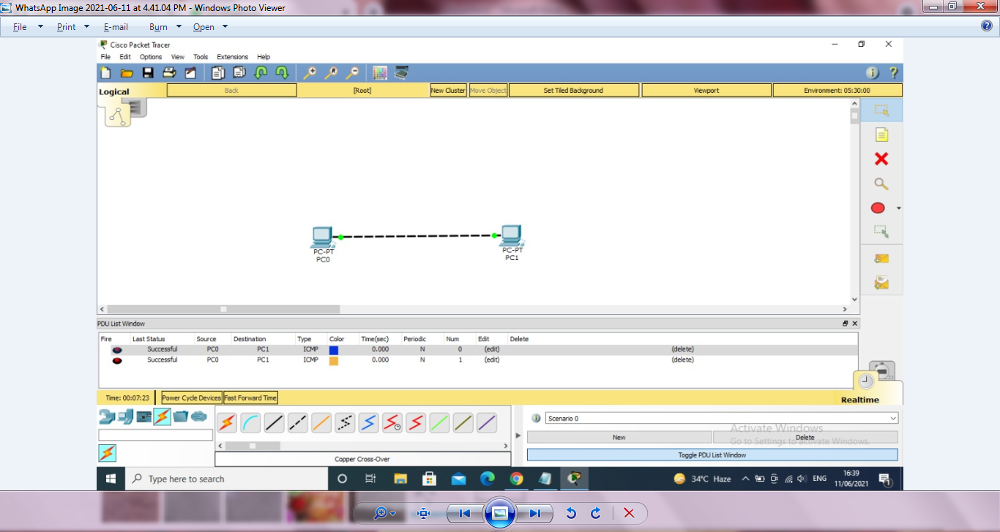 WhatsApp Image 2021-06-11 at 4.41.04 PM - Windows Photo Viewer
File Print E-mail Burn Open
Cisco Packet Tracer
File Edit Options View Tools Extensions Help
Logical Back [Root] New Cluster Move Object Set Tiled Background Viewport Environment: 05:30:00
PC-PT
PC0
PC-PT
PC1
PDU List Window
Fire Last Status Source Destination Type Color Time(sec) Periodic Num Edit Delete
Successful PC0 PC1 ICMP 0.000 N 0 (edit) (delete)
Successful PC0 PC1 ICMP 0.000 N 1 (edit) (delete)
Time: 00:07:23 Power Cycle Devices Fast Forward Time Realtime
Scenario 0
Activate Windows
New Delete
Go to Settings to activate Windows.
Toggle PDU List Window
Copper Cross-Over
Type here to search
34°C Haze ENG 16:39
11/06/2021
1